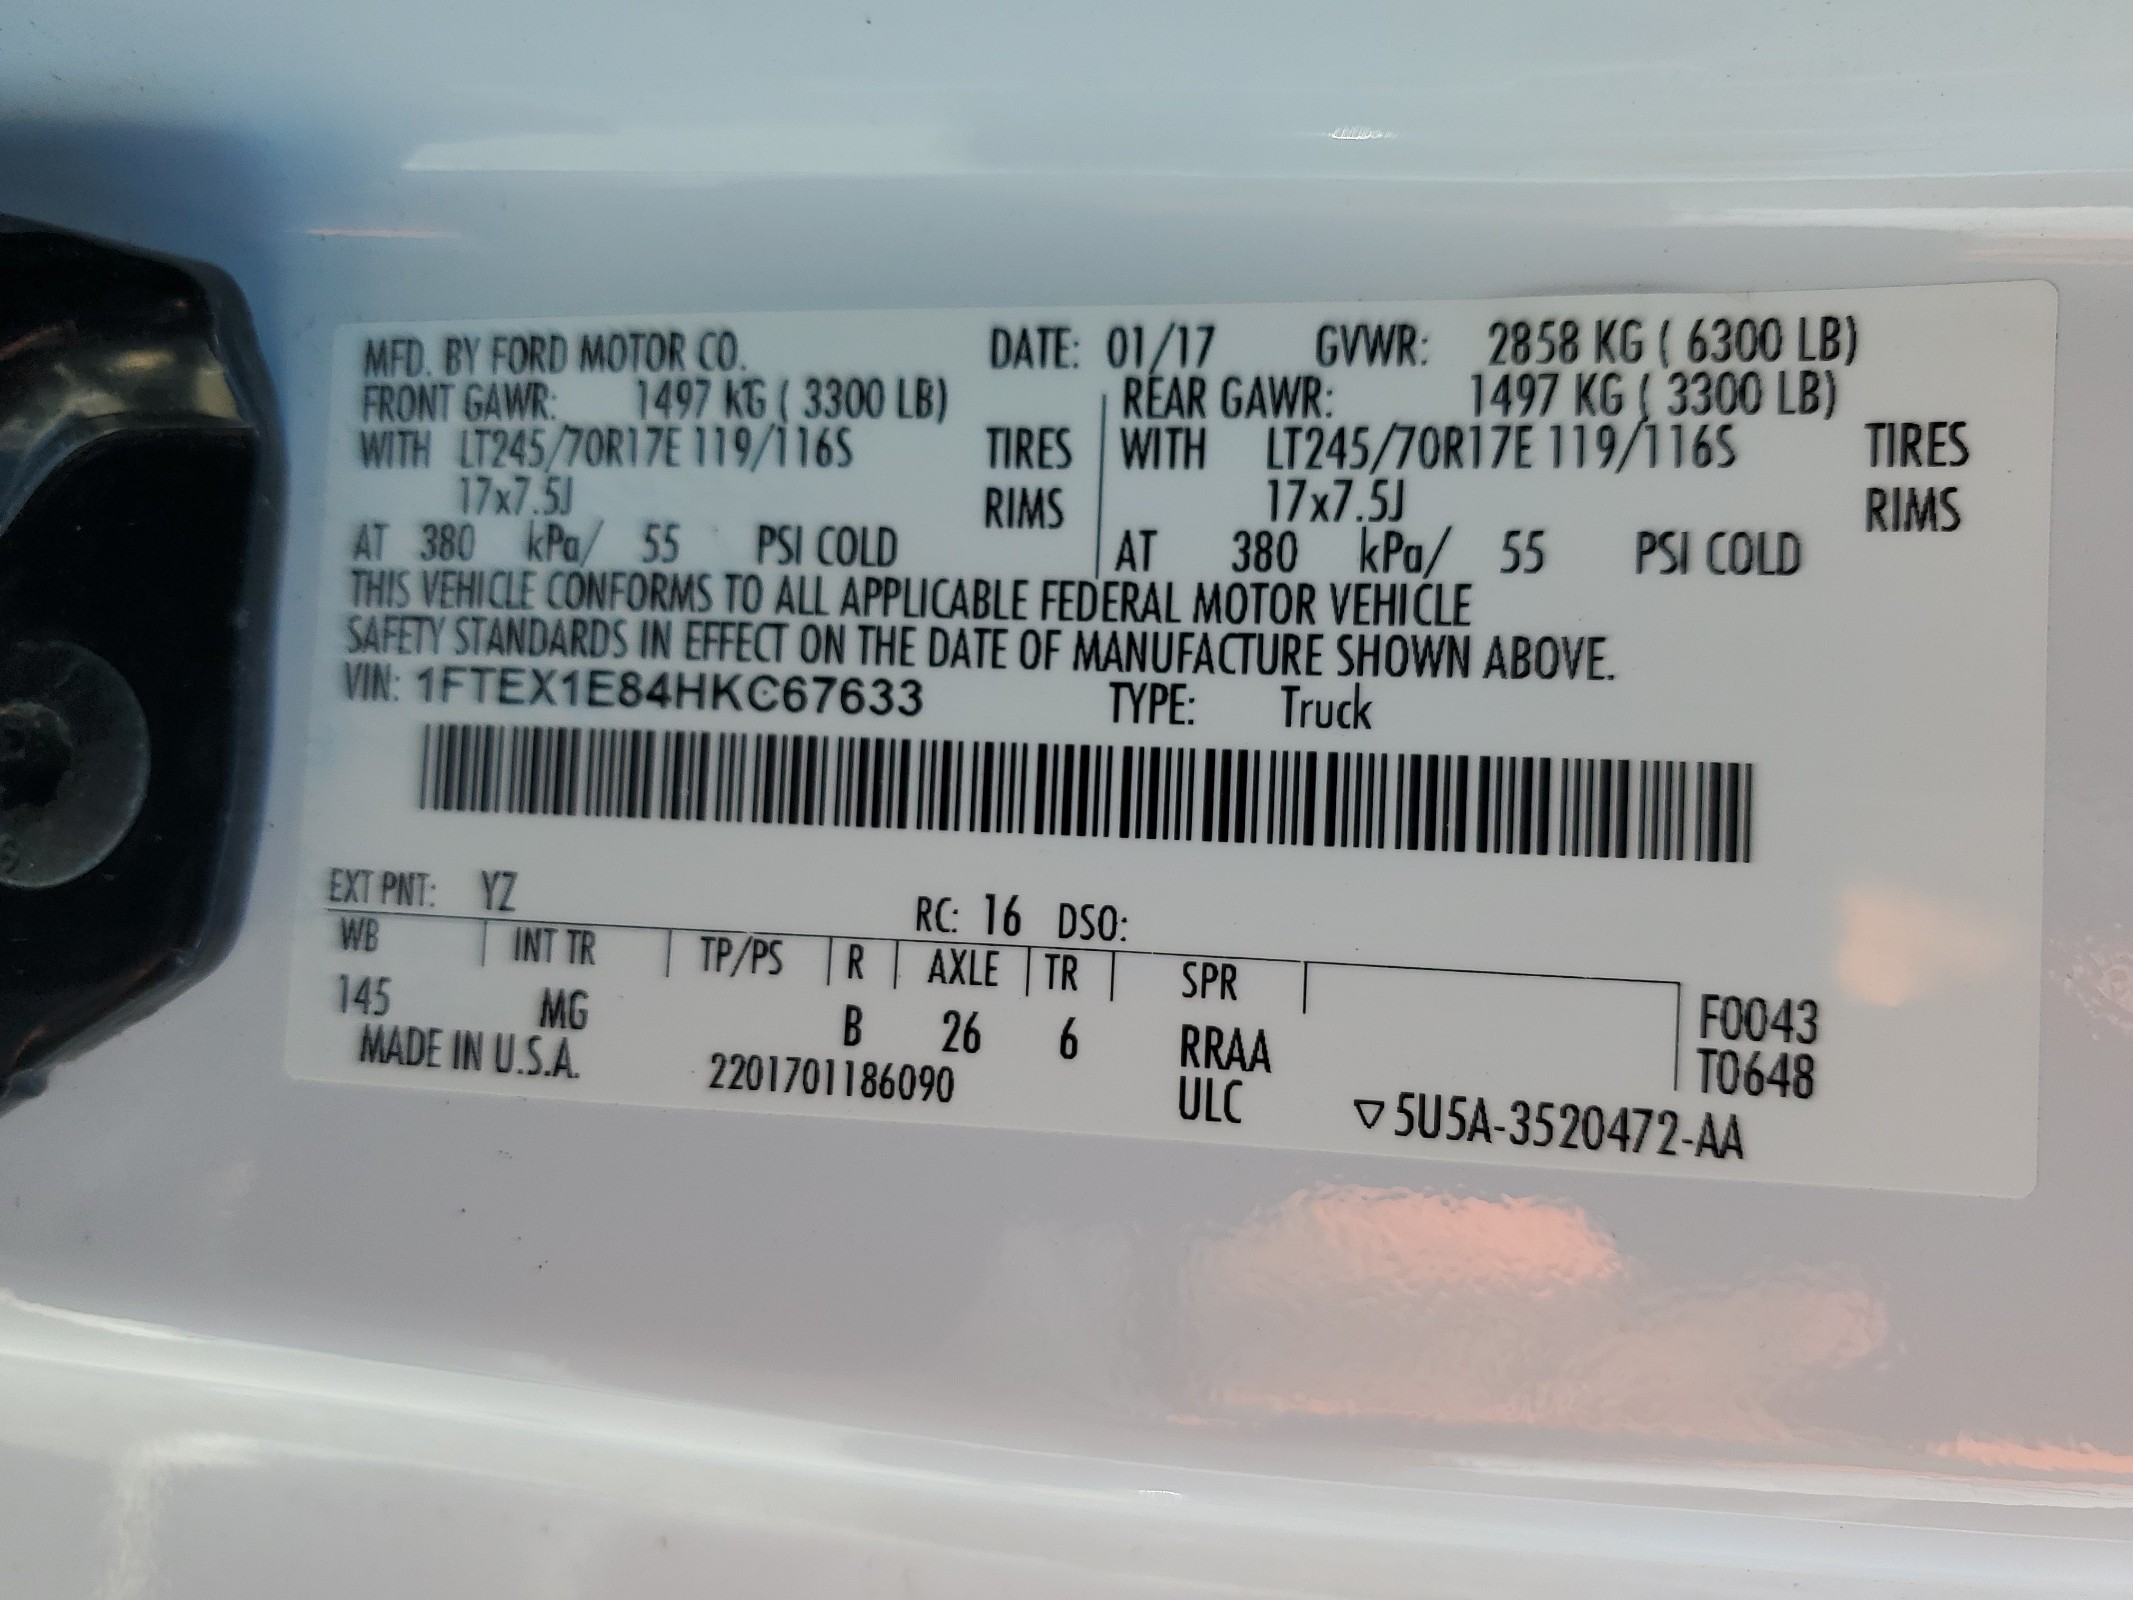 MFD. BY FORD MOTOR CO. DATE: 01/17 GVWR: 2858 KG ( 6300 LB)
FRONT GAWR: 1497 KG ( 3300 LB) REAR GAWR: 1497 KG ( 3300 LB)
WITH LT245/70R17E 119/116S TIRES WITH LT245/70R17E 119/116S TIRES
17x7.5J RIMS 17x7.5J RIMS
AT 380 kPa/ 55 PSI COLD AT 380 kPa/ 55 PSI COLD
THIS VEHICLE CONFORMS TO ALL APPLICABLE FEDERAL MOTOR VEHICLE
SAFETY STANDARDS IN EFFECT ON THE DATE OF MANUFACTURE SHOWN ABOVE.
VIN: 1FTEX1E84HKC67633 TYPE: Truck
EXT PNT: YZ RC: 16 DSO:
WB INT TR TP/PS R AXLE TR SPR
145 MG B 26 6 RRAA F0043
MADE IN U.S.A. 2201701186090 ULC T0648
▽5U5A-3520472-AA